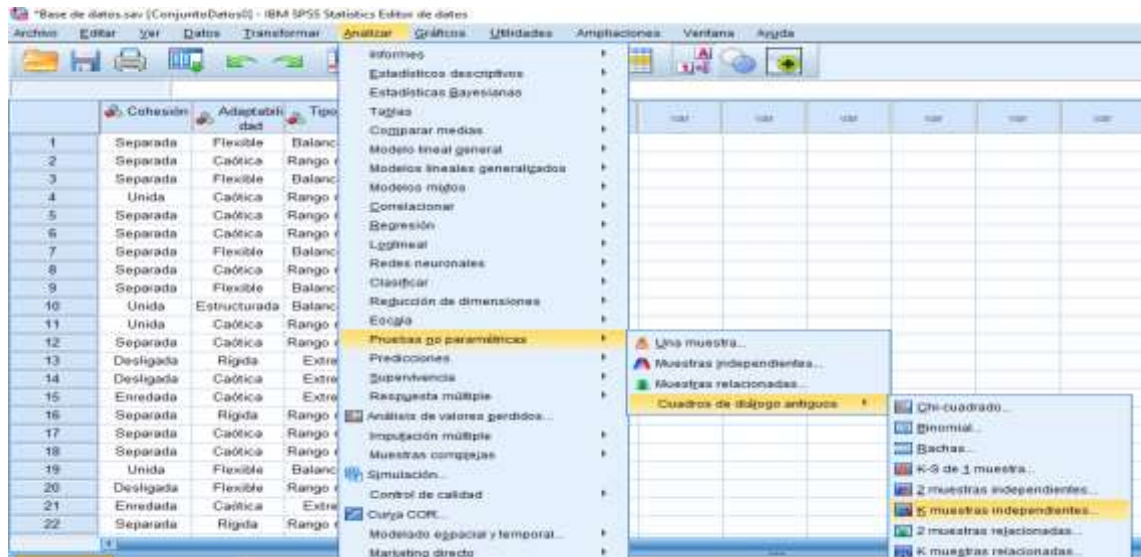 *Base de datos.sav [ConjuntoDatos0] - IBM SPSS Statistics Editor de datos
Archivo Editar Ver Datos Transformar Analizar Gráficos Utilidades Ampliaciones Ventana Ayuda
Cohesión Adaptabili dad Tipo
1 Separada Flexible Balanc
2 Separada Caótica Rango
3 Separada Flexible Balanc
4 Unida Caótica Rango
5 Separada Caótica Rango
6 Separada Caótica Rango
7 Separada Flexible Balanc
8 Separada Caótica Rango
9 Separada Flexible Balanc
10 Unida Estructurada Balanc
11 Unida Caótica Rango
12 Separada Caótica Rango
13 Desligada Rígida Extre
14 Desligada Caótica Extre
15 Enredada Caótica Extre
16 Separada Rígida Rango
17 Separada Caótica Rango
18 Separada Caótica Rango
19 Unida Flexible Balanc
20 Desligada Flexible Rango
21 Enredada Caótica Extre
22 Separada Rígida Rango
Informes
Estadísticos descriptivos
Estadísticas Bayesianas
Tablas
Comparar medias
Modelo lineal general
Modelos lineales generalizados
Modelos mixtos
Correlacionar
Regresión
Loglineal
Redes neuronales
Clasificar
Reducción de dimensiones
Escala
Pruebas no paramétricas
Predicciones
Supervivencia
Respuesta múltiple
Análisis de valores perdidos...
Imputación múltiple
Muestras complejas
Simulación...
Control de calidad
Curva COR...
Modelado espacial y temporal...
Marketing directo
Una muestra...
Muestras independientes...
Muestras relacionadas...
Cuadros de diálogo antiguos
Chi-cuadrado...
Binomial...
Rachas...
K-S de 1 muestra...
2 muestras independientes...
K muestras independientes...
2 muestras relacionadas...
K muestras relacionadas...
var var var var var var